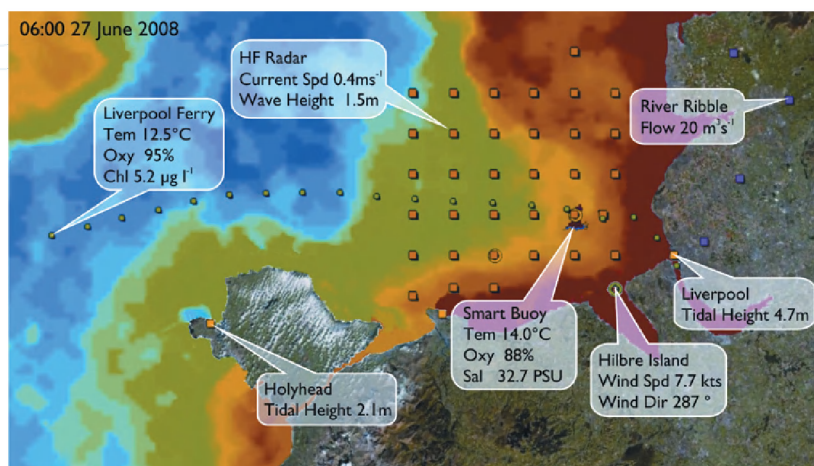 06:00 27 June 2008
HF Radar
Current Spd 0.4ms⁻¹
Wave Height 1.5m
Liverpool Ferry
Tem 12.5°C
Oxy 95%
Chl 5.2 µg l⁻¹
River Ribble
Flow 20 m³s⁻¹
Smart Buoy
Tem 14.0°C
Oxy 88%
Sal 32.7 PSU
Liverpool
Tidal Height 4.7m
Hilbre Island
Wind Spd 7.7 kts
Wind Dir 287 °
Holyhead
Tidal Height 2.1m